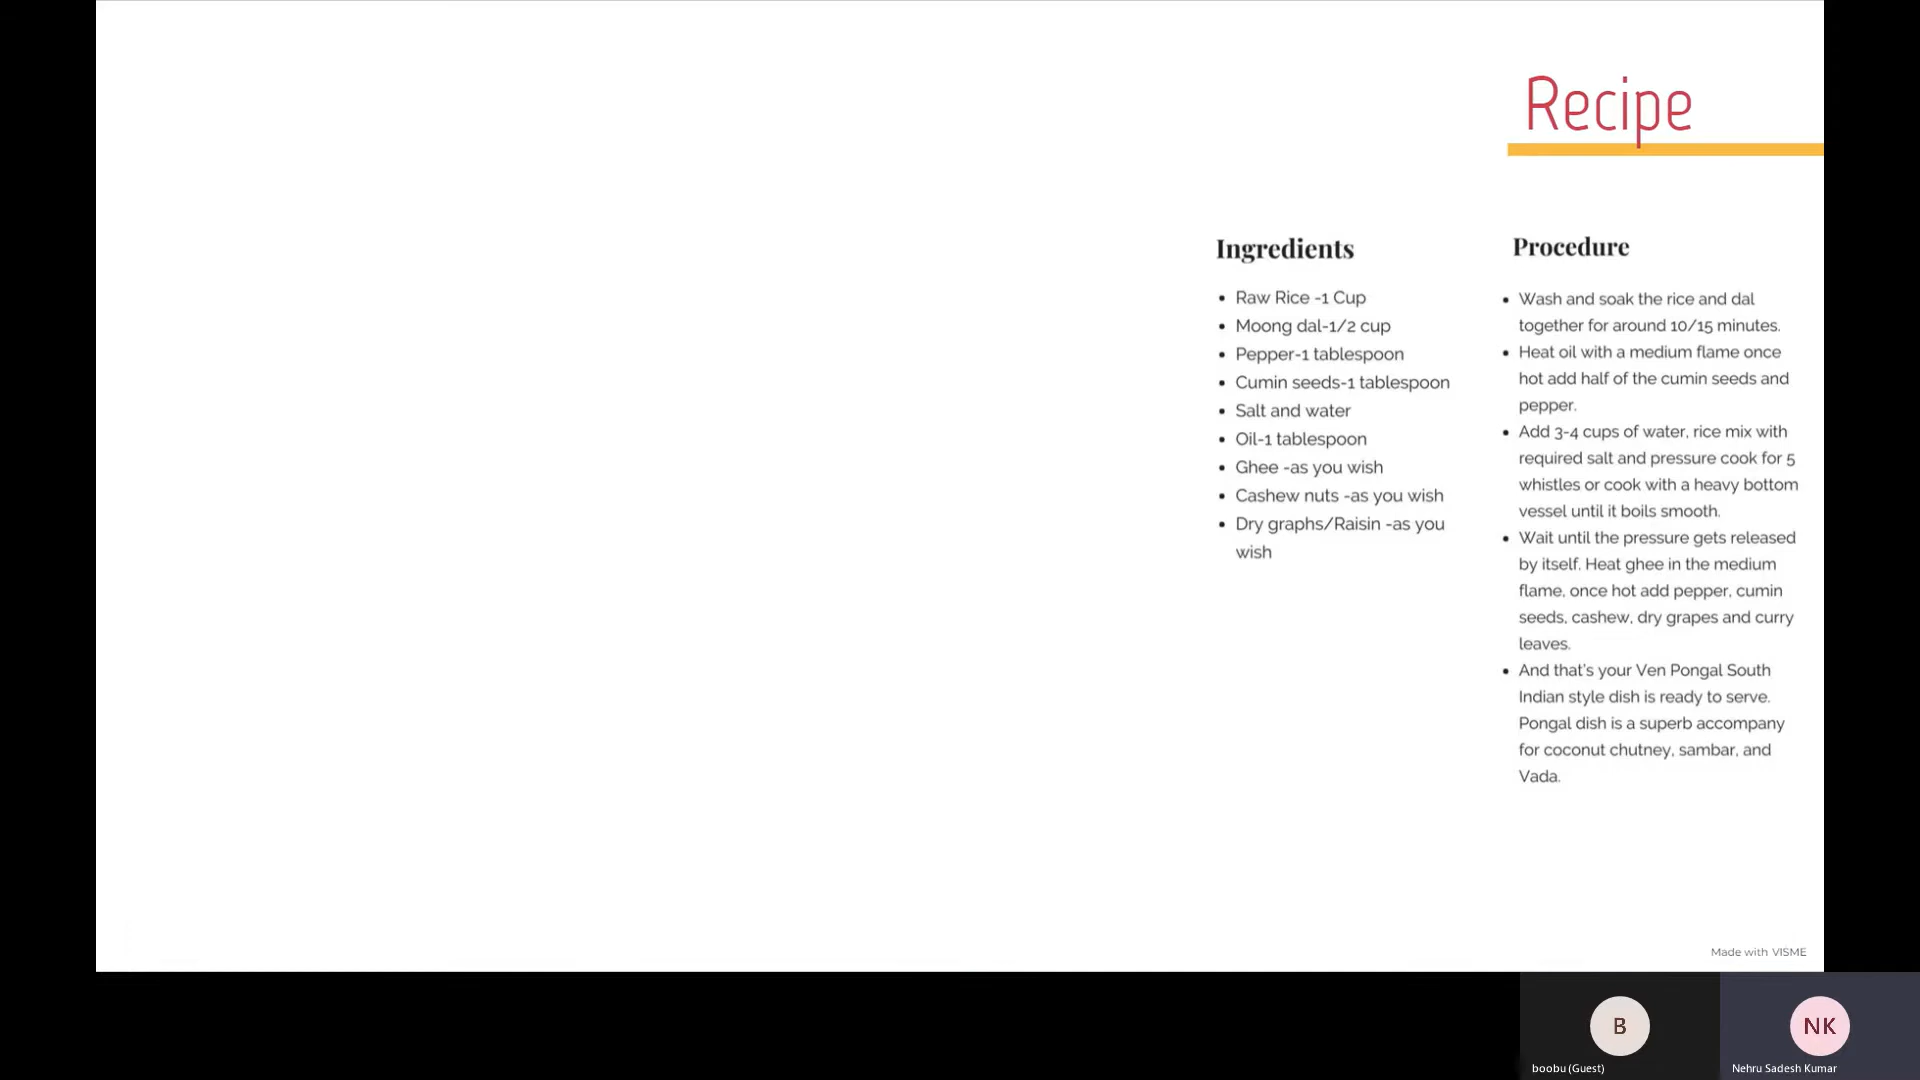 Recipe
Ingredients
Raw Rice -1 Cup
Moong dal-1/2 cup
Pepper-1 tablespoon
Cumin seeds-1 tablespoon
Salt and water
Oil-1 tablespoon
Ghee -as you wish
Cashew nuts -as you wish
Dry graphs/Raisin -as you
wish
Procedure
Wash and soak the rice and dal
together for around 10/15 minutes.
Heat oil with a medium flame once
hot add half of the cumin seeds and
pepper.
Add 3-4 cups of water, rice mix with
required salt and pressure cook for 5
whistles or cook with a heavy bottom
vessel until it boils smooth.
Wait until the pressure gets released
by itself. Heat ghee in the medium
flame, once hot add pepper, cumin
seeds, cashew, dry grapes and curry
leaves.
And that's your Ven Pongal South
Indian style dish is ready to serve.
Pongal dish is a superb accompany
for coconut chutney, sambar, and
Vada.
Made with VISME
B
boobu (Guest)
NK
Nehru Sadesh Kumar